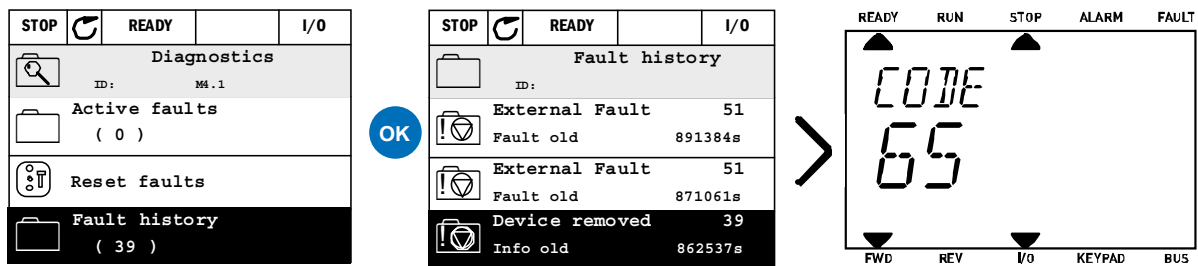 STOP READY I/O
Diagnostics
ID: M4.1
Active faults
( 0 )
Reset faults
Fault history
( 39 )
OK
STOP READY I/O
Fault history
ID:
External Fault 51
Fault old 891384s
External Fault 51
Fault old 871061s
Device removed 39
Info old 862537s
READY RUN STOP ALARM FAULT
CODE
65
FWD REV I/O KEYPAD BUS